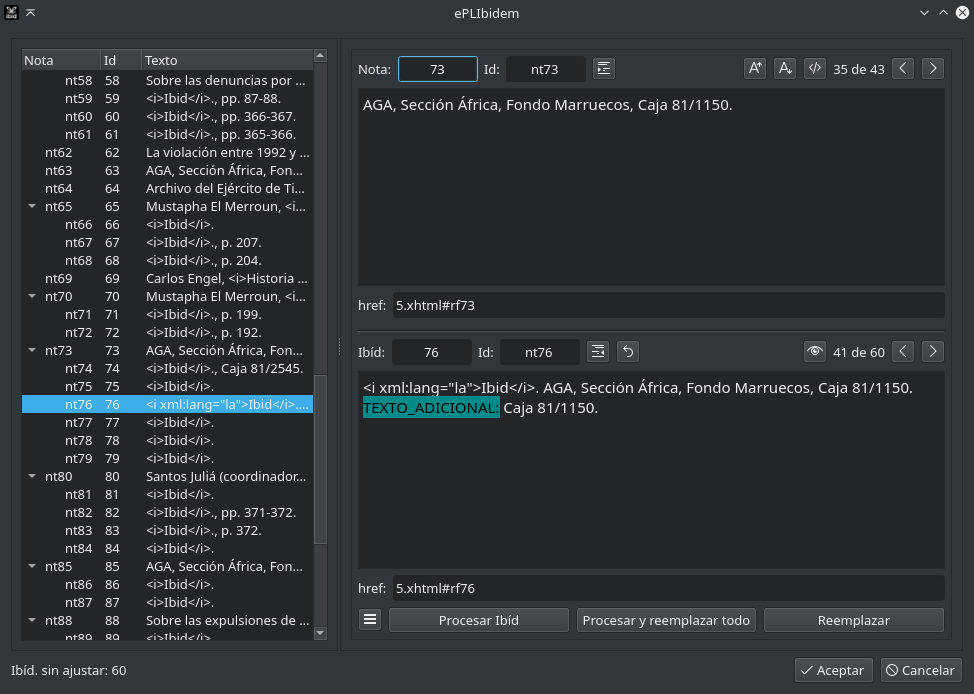 Ibid
ePLIbidem
Nota Id Texto
nt58 58 Sobre las denuncias por ...
nt59 59 <i>Ibid</i>., pp. 87-88.
nt60 60 <i>Ibid</i>., pp. 366-367.
nt61 61 <i>Ibid</i>., pp. 365-366.
nt62 62 La violación entre 1992 y ...
nt63 63 AGA, Sección África, Fon...
nt64 64 Archivo del Ejército de Ti...
nt65 65 Mustapha El Merroun, <i...
nt66 66 <i>Ibid</i>.
nt67 67 <i>Ibid</i>., p. 207.
nt68 68 <i>Ibid</i>., p. 204.
nt69 69 Carlos Engel, <i>Historia ...
nt70 70 Mustapha El Merroun, <i...
nt71 71 <i>Ibid</i>., p. 199.
nt72 72 <i>Ibid</i>., p. 192.
nt73 73 AGA, Sección África, Fon...
nt74 74 <i>Ibid</i>., Caja 81/2545.
nt75 75 <i>Ibid</i>.
nt76 76 <i xml:lang="la">Ibid</i>....
nt77 77 <i>Ibid</i>.
nt78 78 <i>Ibid</i>.
nt79 79 <i>Ibid</i>.
nt80 80 Santos Juliá (coordinador...
nt81 81 <i>Ibid</i>.
nt82 82 <i>Ibid</i>., pp. 371-372.
nt83 83 <i>Ibid</i>., p. 372.
nt84 84 <i>Ibid</i>.
nt85 85 AGA, Sección África, Fon...
nt86 86 <i>Ibid</i>.
nt87 87 <i>Ibid</i>.
nt88 88 Sobre las expulsiones de ...
nt89 89 <i>Ibid</i>.
Nota: 73 Id: nt73 35 de 43
AGA, Sección África, Fondo Marruecos, Caja 81/1150.
href: 5.xhtml#rf73
Ibíd: 76 Id: nt76 41 de 60
<i xml:lang="la">Ibid</i>. AGA, Sección África, Fondo Marruecos, Caja 81/1150.
TEXTO_ADICIONAL: Caja 81/1150.
href: 5.xhtml#rf76
Procesar Ibíd Procesar y reemplazar todo Reemplazar
Ibíd. sin ajustar: 60 Aceptar Cancelar